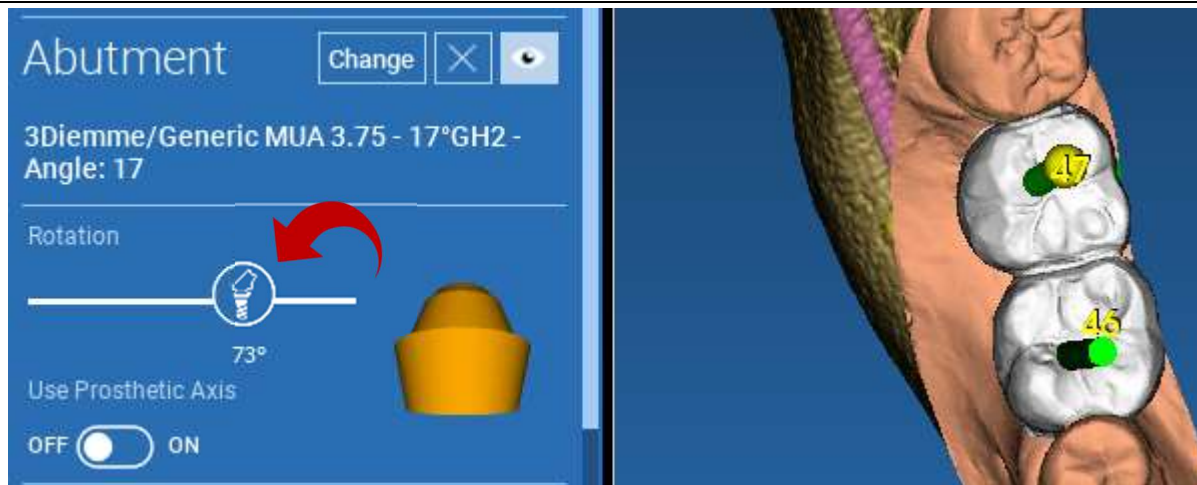 Abutment
Change
3Diemme/Generic MUA 3.75 - 17°GH2 -
Angle: 17
Rotation
73°
Use Prosthetic Axis
OFF ON
47
46